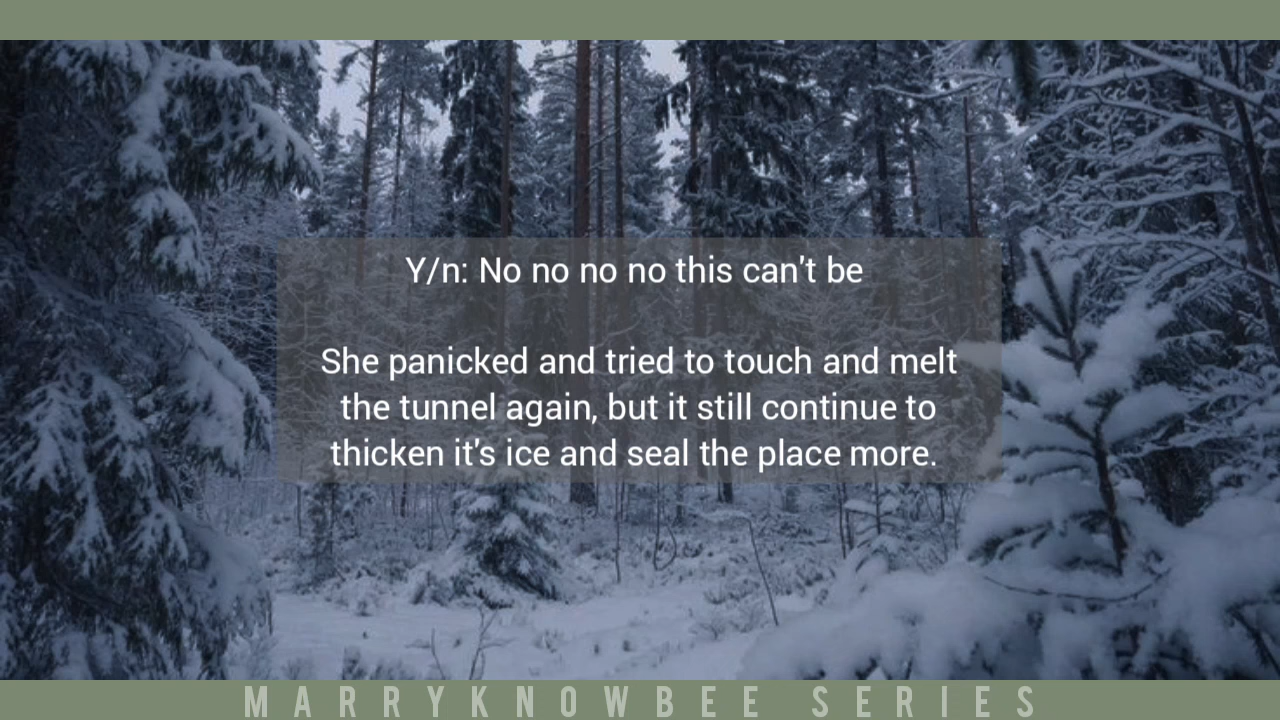 Y/n: No no no no this can't be
She panicked and tried to touch and melt
the tunnel again, but it still continue to
thicken it's ice and seal the place more.
MARRYKNOWBEE SERIES